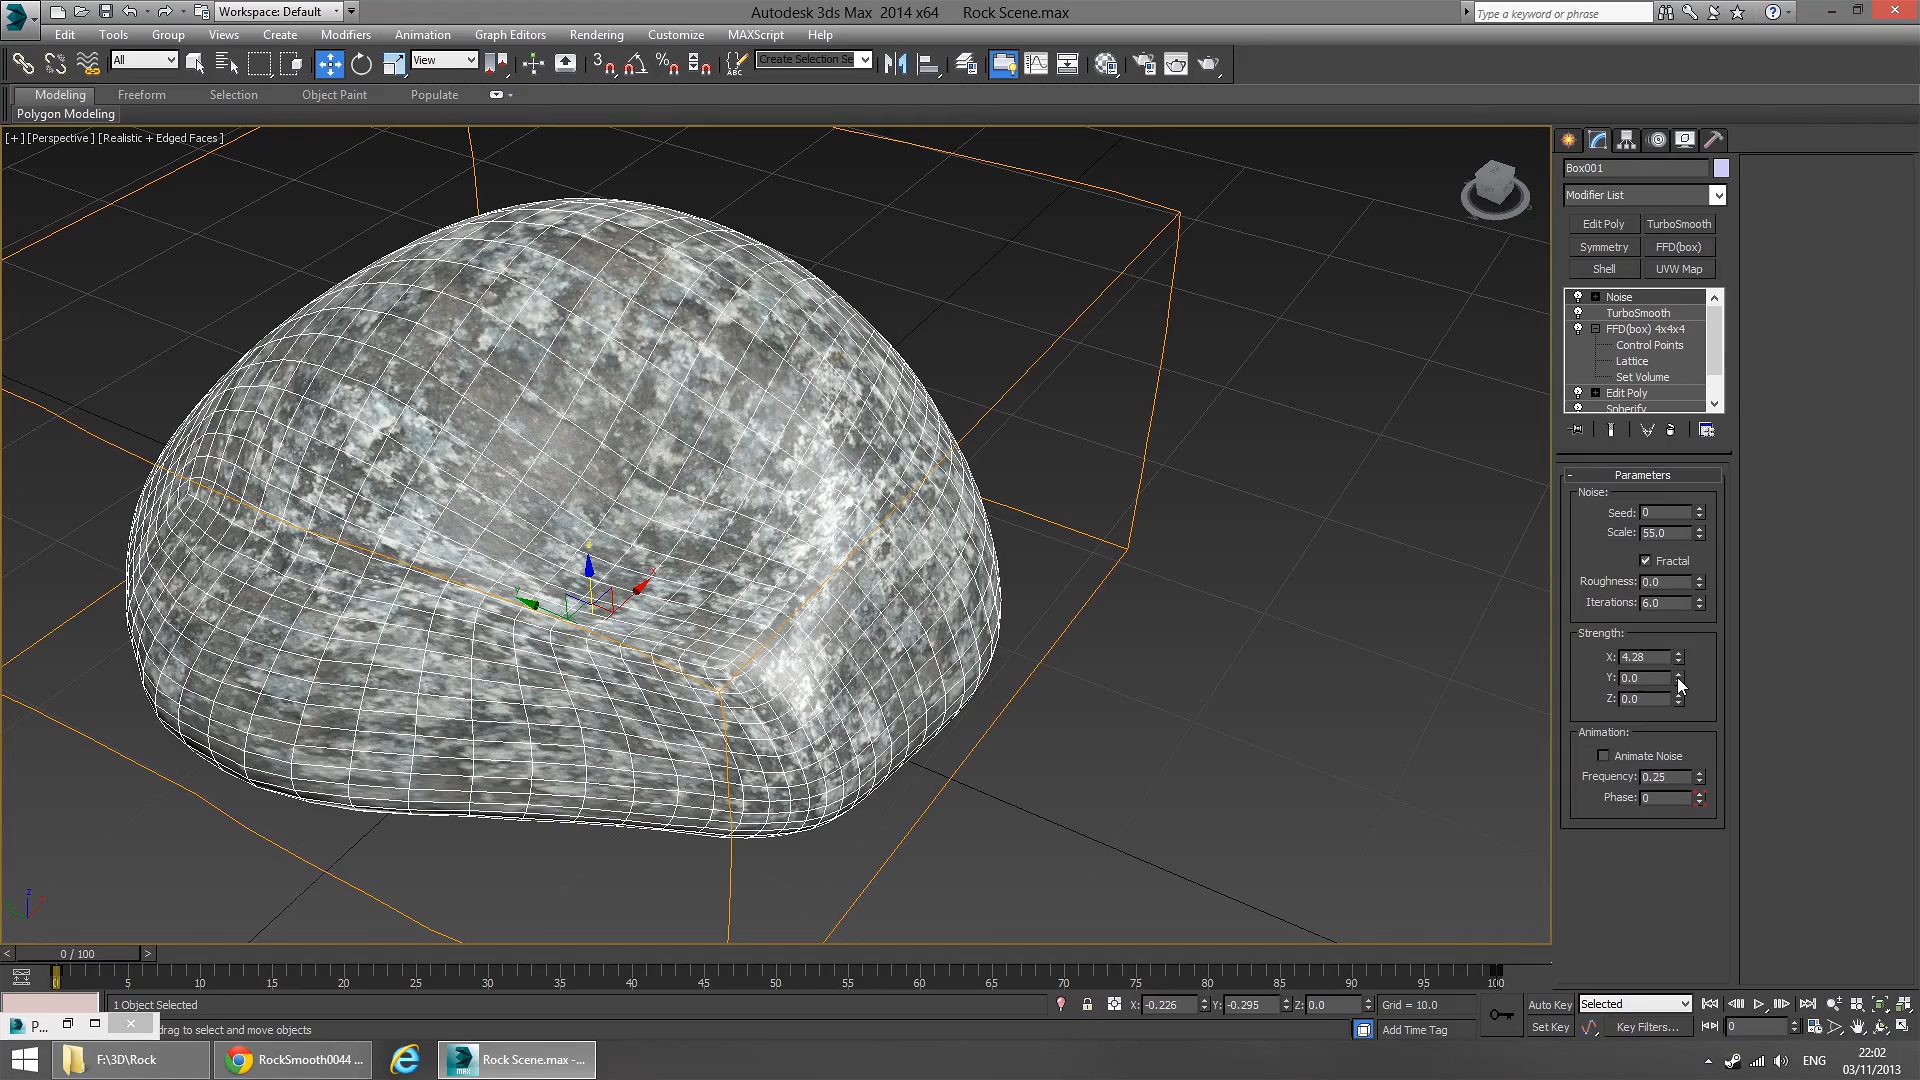 Workspace: Default
Autodesk 3ds Max 2014 x64 Rock Scene.max
Type a keyword or phrase
Edit Tools Group Views Create Modifiers Animation Graph Editors Rendering Customize MAXScript Help
All
View
Create Selection Se
Modeling Freeform Selection Object Paint Populate
Polygon Modeling
[+] [Perspective ] [Realistic + Edged Faces ]
Box001
Modifier List
Edit Poly TurboSmooth
Symmetry FFD(box)
Shell UVW Map
Noise
TurboSmooth
FFD(box) 4x4x4
Control Points
Lattice
Set Volume
Edit Poly
Spherify
- Parameters
Noise:
Seed: 0
Scale: 55.0
Fractal
Roughness: 0.0
Iterations: 6.0
Strength:
X: 4.28
Y: 0.0
Z: 0.0
Animation:
Animate Noise
Frequency: 0.25
Phase: 0
< 0 / 100 >
0 5 10 15 20 25 30 35 40 45 50 55 60 65 70 75 80 85 90 95 100
1 Object Selected
X: -0.226 Y: -0.295 Z: 0.0 Grid = 10.0
Auto Key Selected
P...
drag to select and move objects
Add Time Tag
Set Key Key Filters... 0
F:\3D\Rock
RockSmooth0044 ...
Rock Scene.max -...
ENG
22:02
03/11/2013